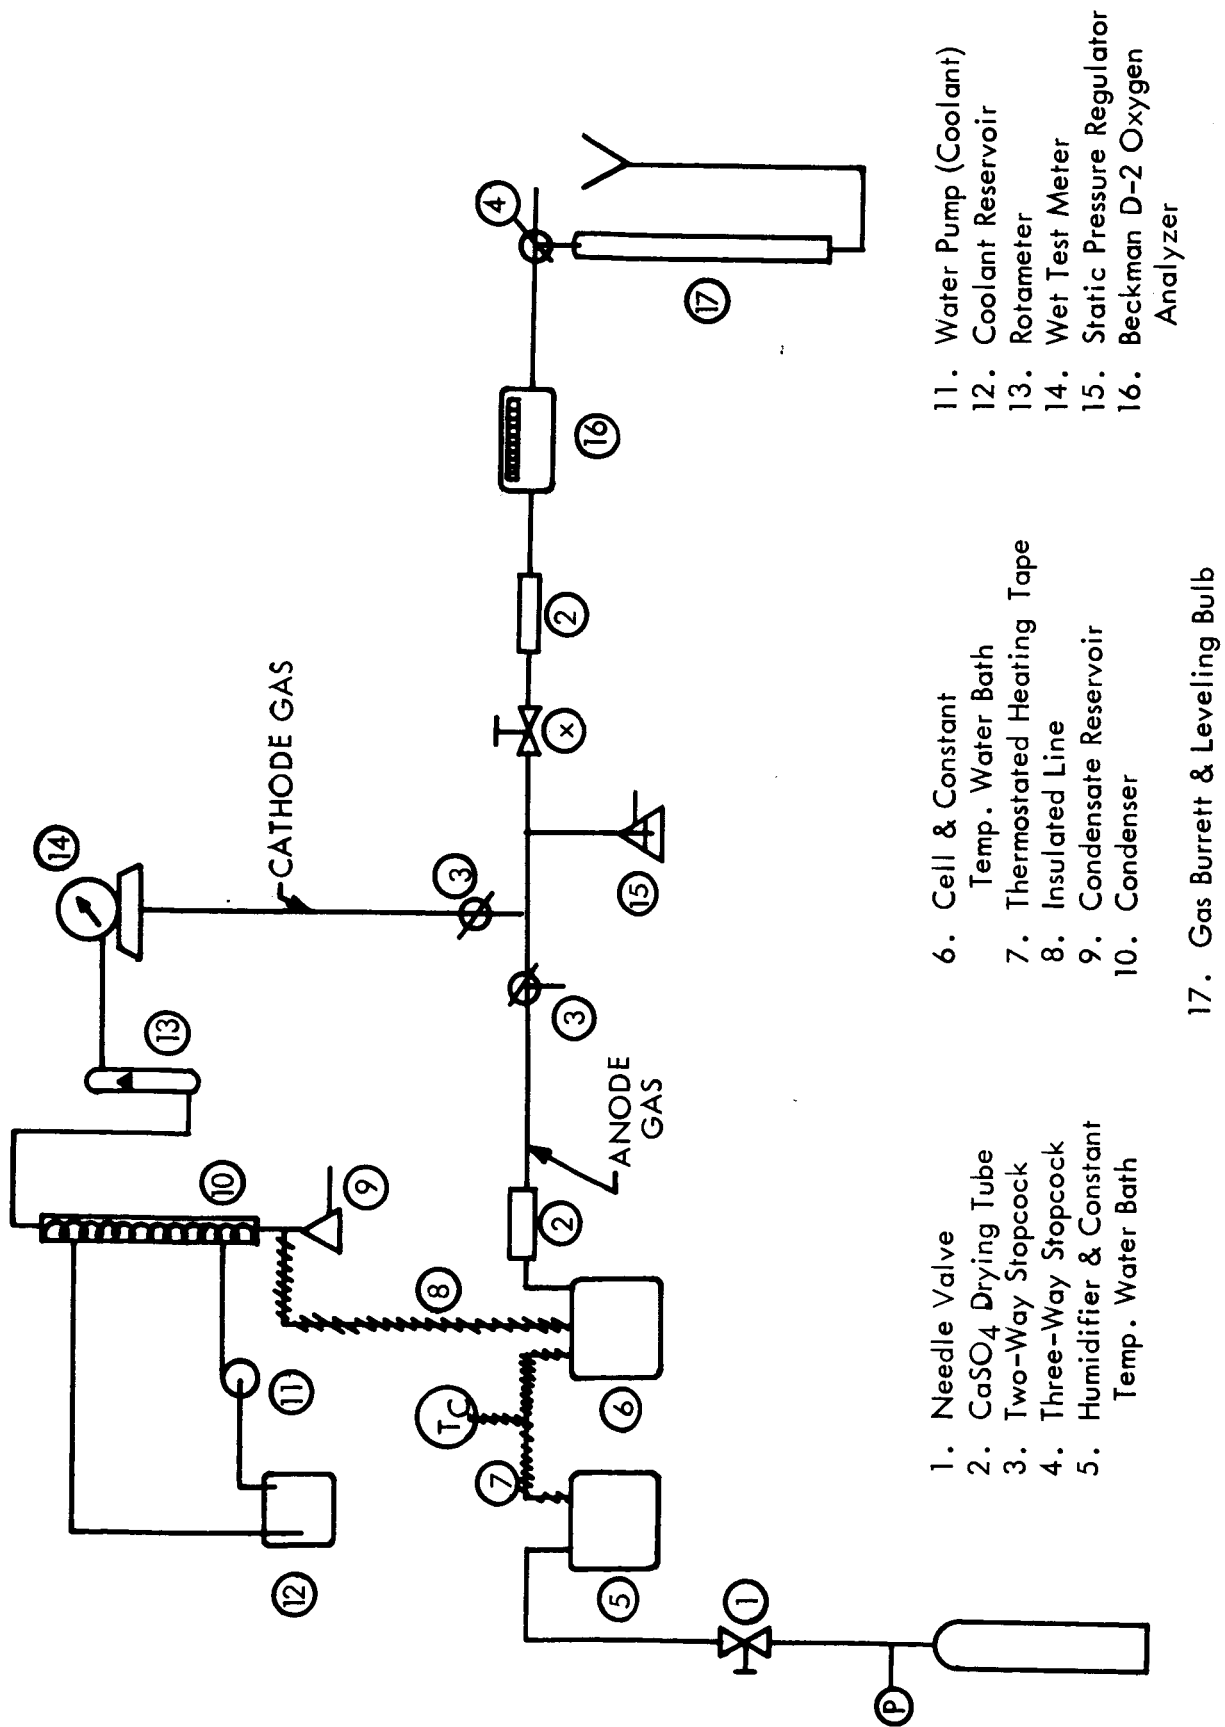 14
CATHODE GAS
13
10
9
3
4
12
11
8
TC
7
5
6
2
ANODE
GAS
3
15
x
2
16
17
1
P
1. Needle Valve
2. CaSO4 Drying Tube
3. Two-Way Stopcock
4. Three-Way Stopcock
5. Humidifier & Constant
Temp. Water Bath
6. Cell & Constant
Temp. Water Bath
7. Thermostated Heating Tape
8. Insulated Line
9. Condensate Reservoir
10. Condenser
11. Water Pump (Coolant)
12. Coolant Reservoir
13. Rotameter
14. Wet Test Meter
15. Static Pressure Regulator
16. Beckman D-2 Oxygen
Analyzer
17. Gas Burrett & Leveling Bulb